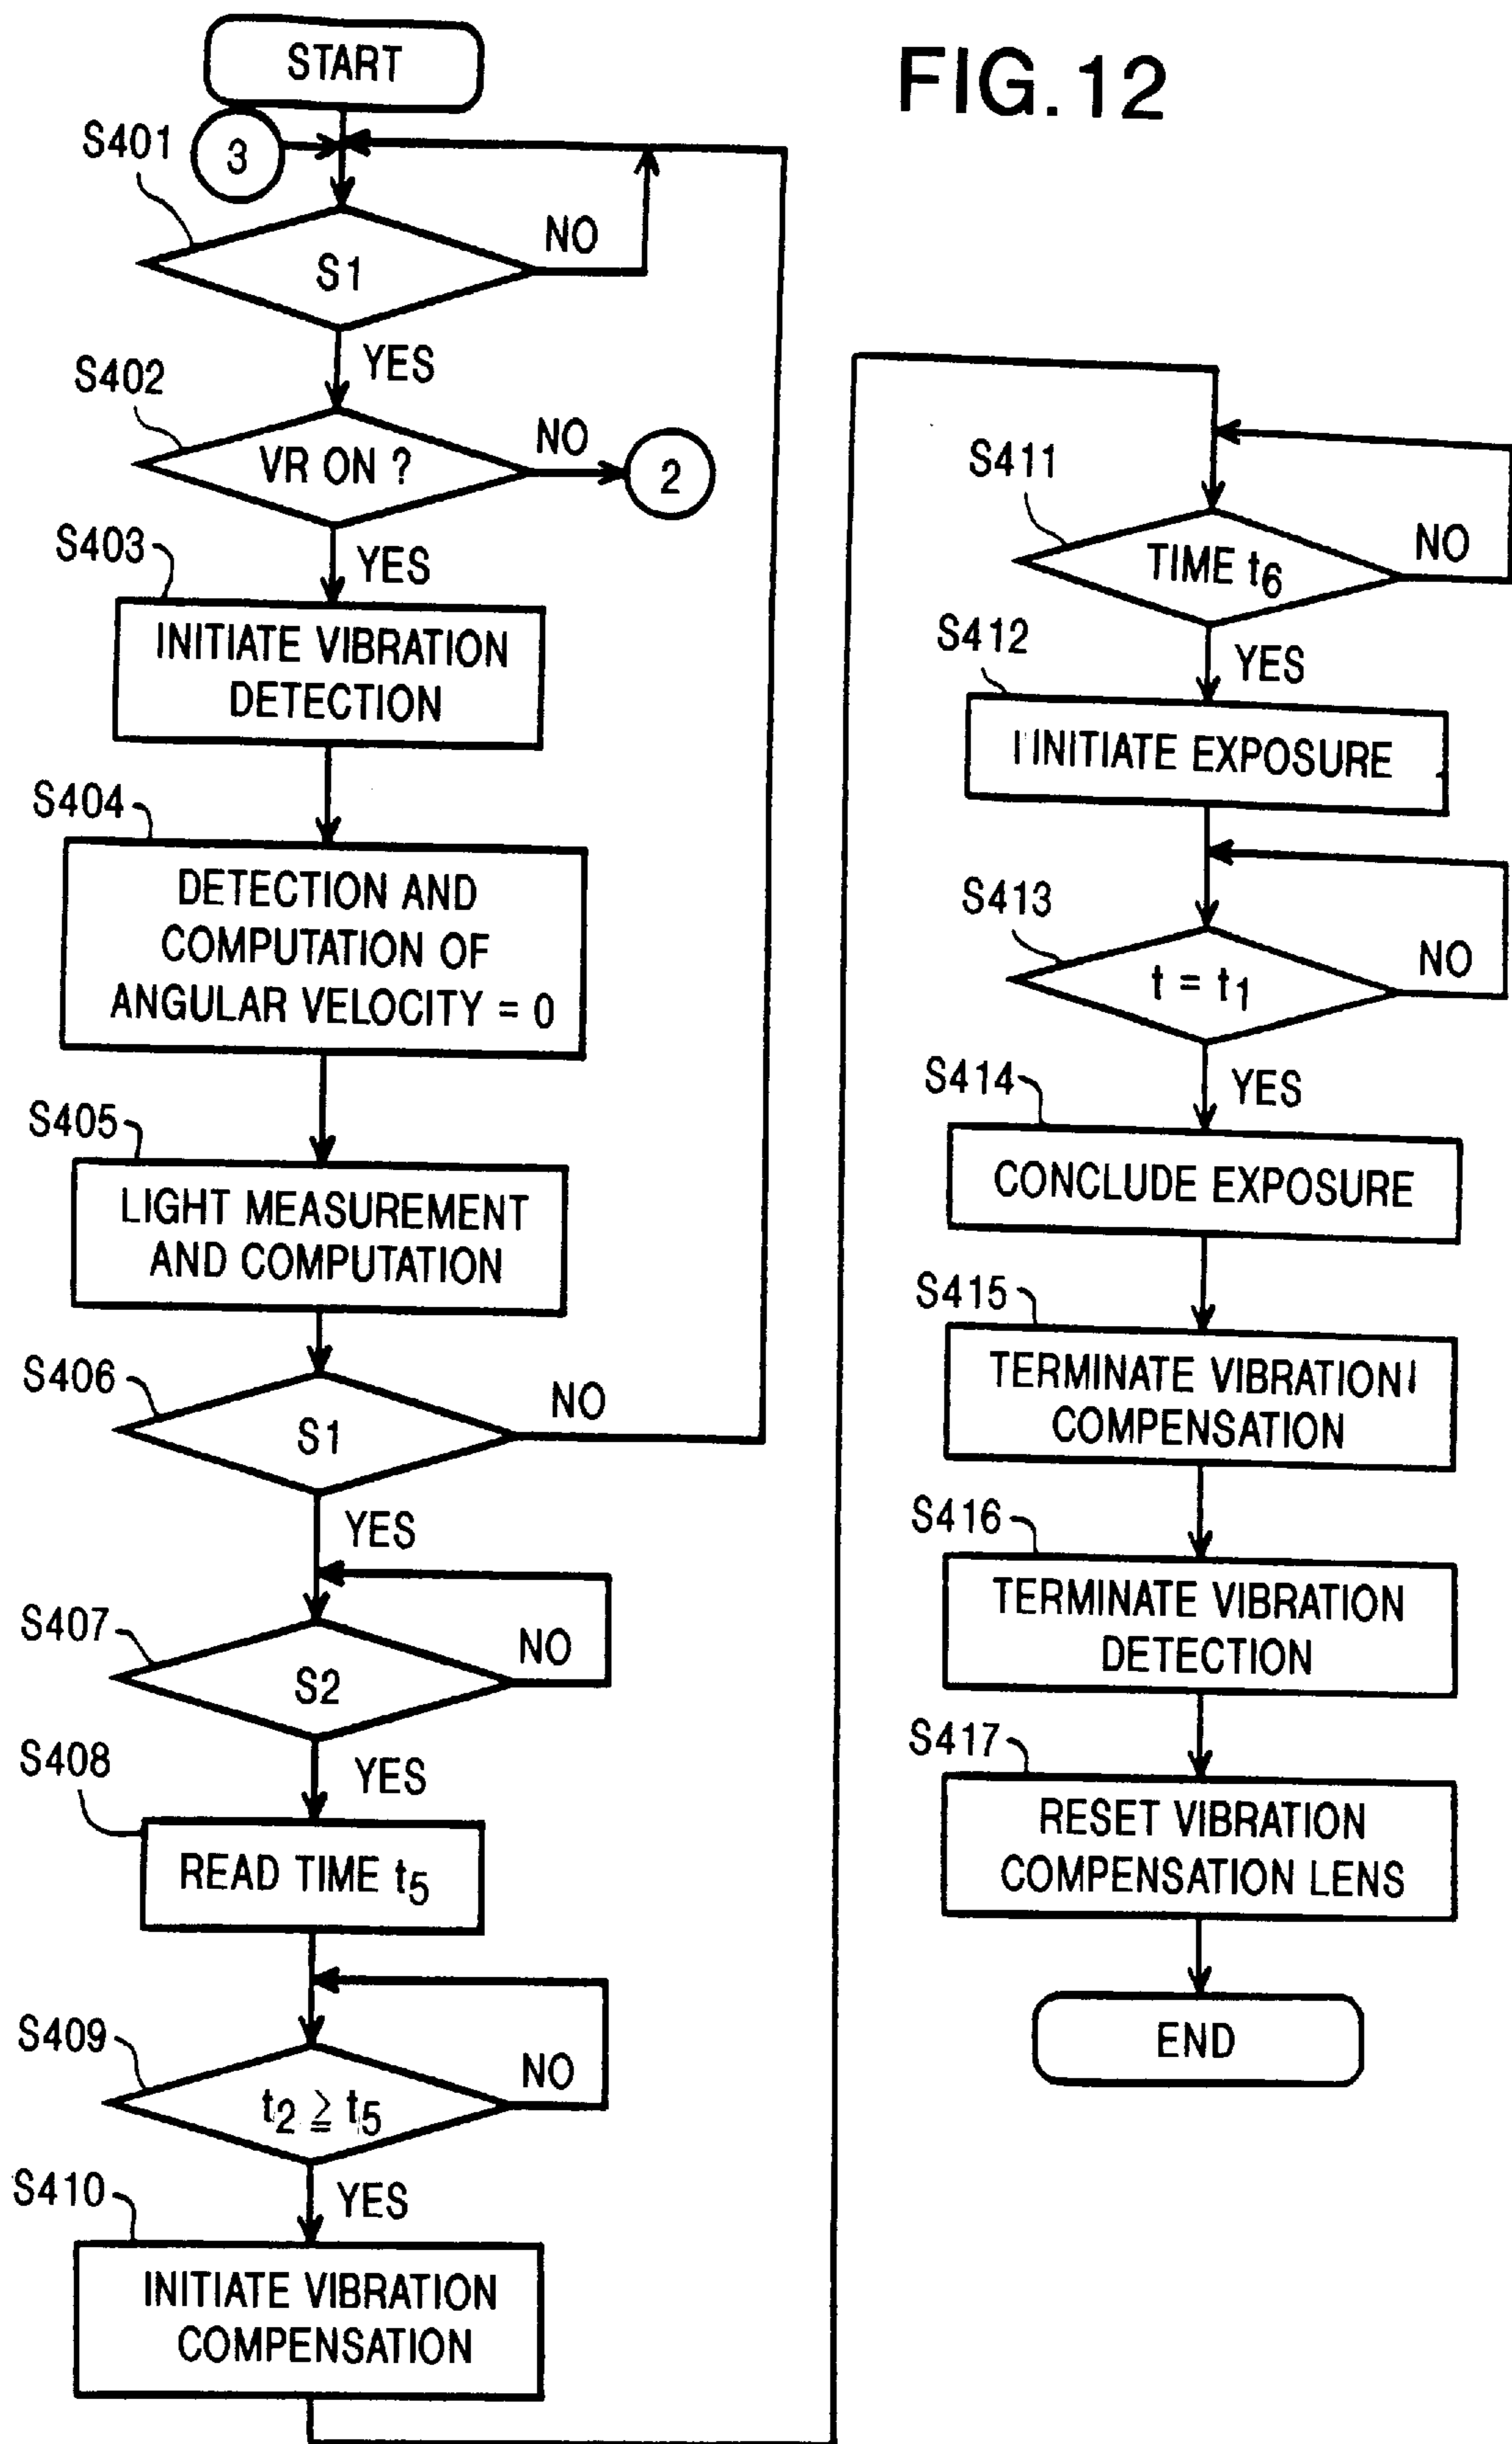 FIG.12
START
3
S401
S1
NO
YES
S402
VR ON ?
NO
2
YES
S403
INITIATE VIBRATION
DETECTION
S404
DETECTION AND
COMPUTATION OF
ANGULAR VELOCITY = 0
S405
LIGHT MEASUREMENT
AND COMPUTATION
S406
S1
NO
YES
S407
S2
NO
YES
S408
READ TIME t5
S409
t2 ≧ t5
NO
YES
S410
INITIATE VIBRATION
COMPENSATION
S411
TIME t6
NO
YES
S412
INITIATE EXPOSURE
S413
t = t1
NO
YES
S414
CONCLUDE EXPOSURE
S415
TERMINATE VIBRATION
COMPENSATION
S416
TERMINATE VIBRATION
DETECTION
S417
RESET VIBRATION
COMPENSATION LENS
END